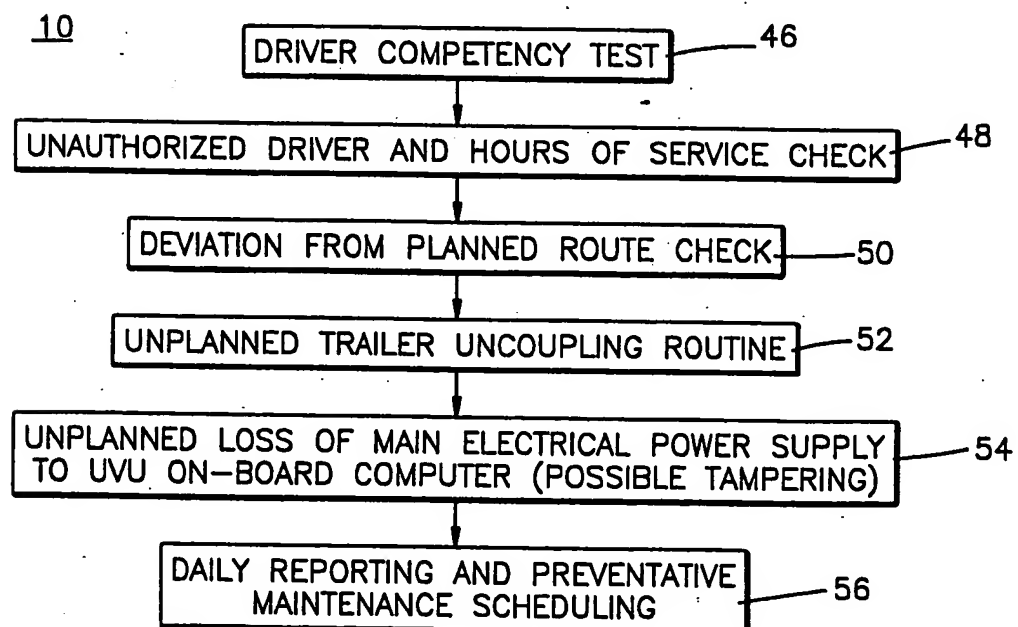 10
DRIVER COMPETENCY TEST
46
UNAUTHORIZED DRIVER AND HOURS OF SERVICE CHECK
48
DEVIATION FROM PLANNED ROUTE CHECK
50
UNPLANNED TRAILER UNCOUPLING ROUTINE
52
UNPLANNED LOSS OF MAIN ELECTRICAL POWER SUPPLY
TO UVU ON-BOARD COMPUTER (POSSIBLE TAMPERING)
54
DAILY REPORTING AND PREVENTATIVE
MAINTENANCE SCHEDULING
56